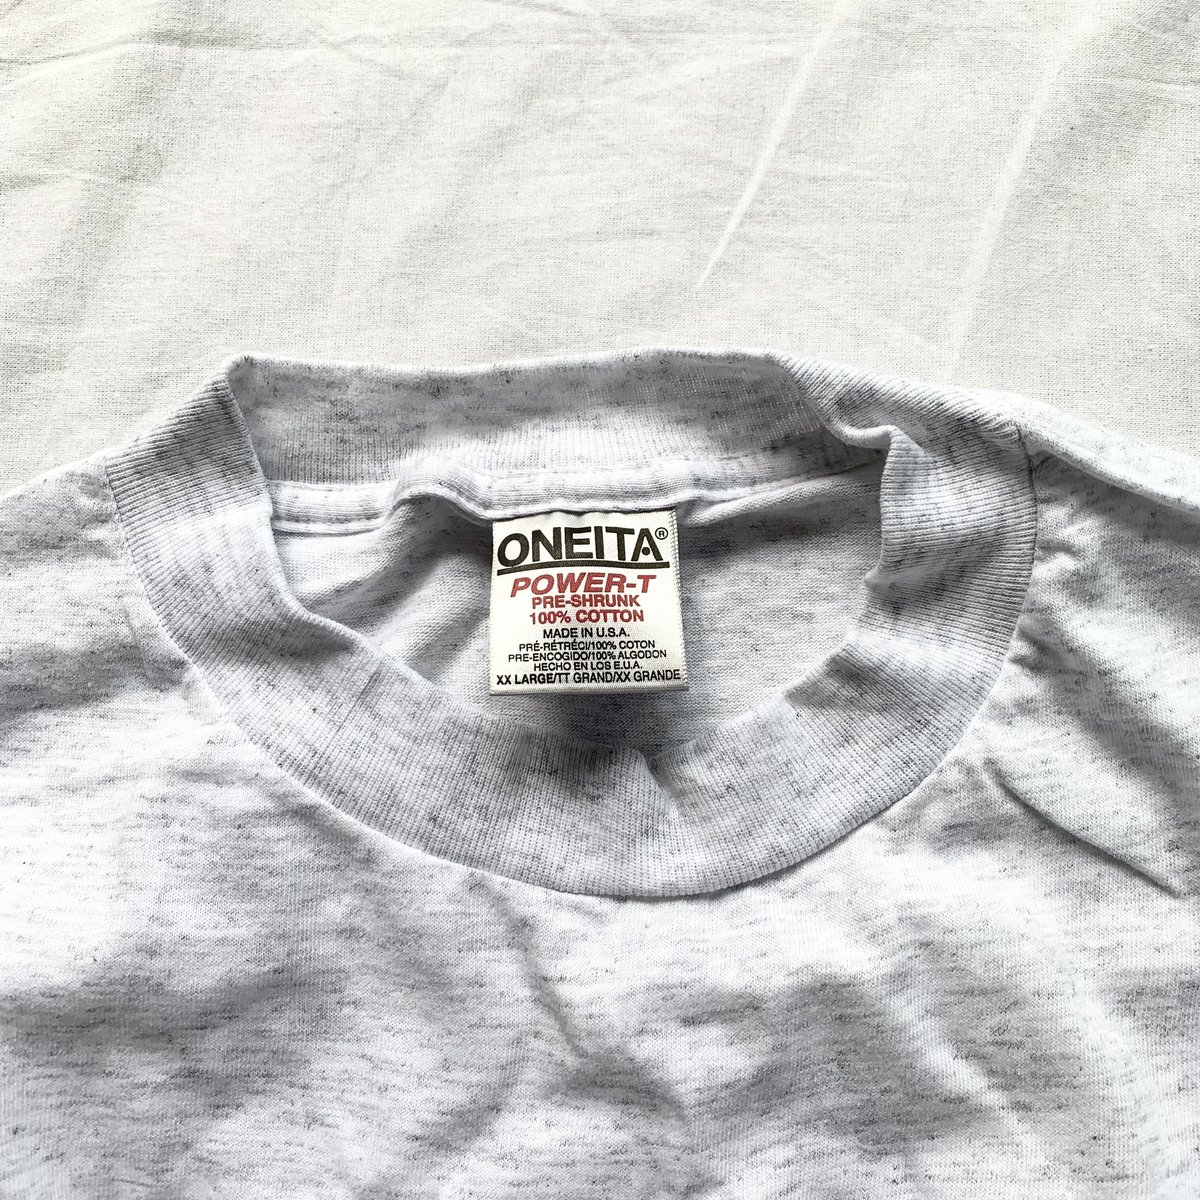 ONEITA®
POWER-T
PRE-SHRUNK
100% COTTON
MADE IN U.S.A.
PRÉ-RÉTRÉCI/100% COTON
PRE-ENCOGIDO/100% ALGODON
HECHO EN LOS E.U.A.
XX LARGE/TT GRAND/XX GRANDE